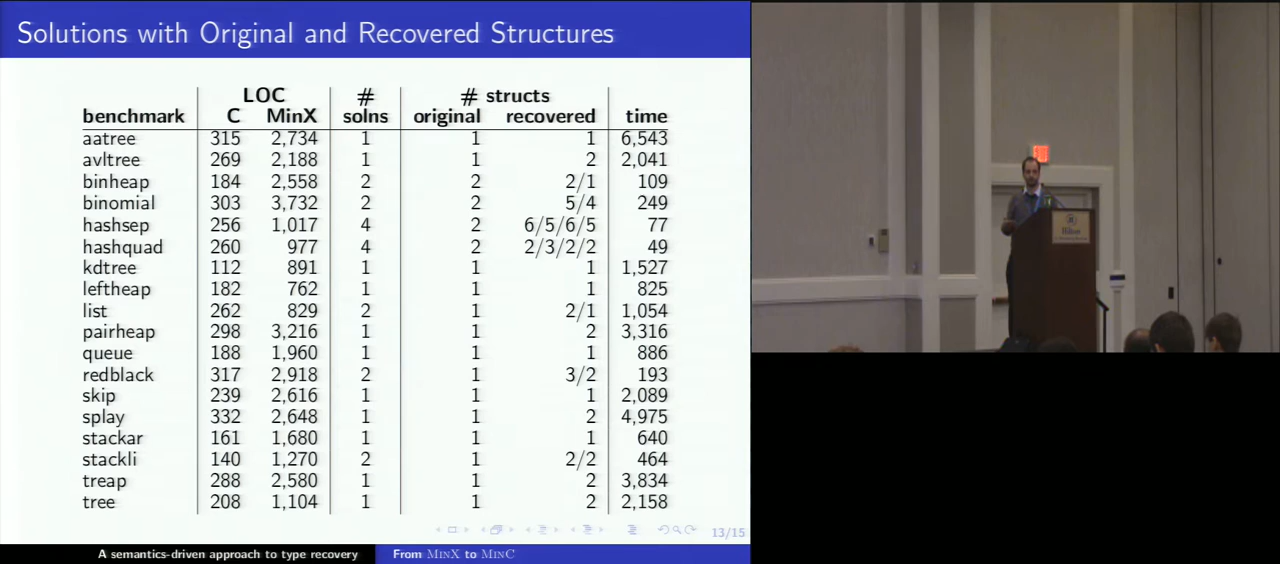 Solutions with Original and Recovered Structures
LOC # # structs
benchmark C MinX solns original recovered time
aatree 315 2,734 1 1 1 6,543
avltree 269 2,188 1 1 2 2,041
binheap 184 2,558 2 2 2/1 109
binomial 303 3,732 2 2 5/4 249
hashsep 256 1,017 4 2 6/5/6/5 77
hashquad 260 977 4 2 2/3/2/2 49
kdtree 112 891 1 1 1 1,527
leftheap 182 762 1 1 1 825
list 262 829 2 1 2/1 1,054
pairheap 298 3,216 1 1 2 3,316
queue 188 1,960 1 1 1 886
redblack 317 2,918 2 1 3/2 193
skip 239 2,616 1 1 1 2,089
splay 332 2,648 1 1 2 4,975
stackar 161 1,680 1 1 1 640
stackli 140 1,270 2 1 2/2 464
treap 288 2,580 1 1 2 3,834
tree 208 1,104 1 1 2 2,158
13/15
A semantics-driven approach to type recovery From MinX to MinC
Hilton